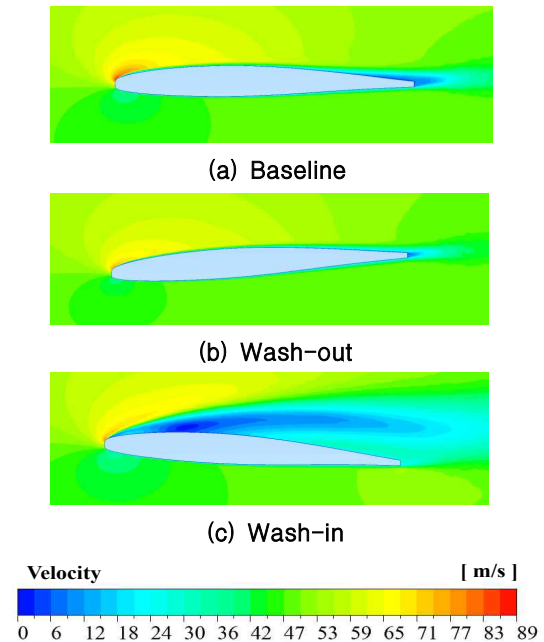 (a) Baseline
(b) Wash-out
(c) Wash-in
Velocity [ m/s ]
0 6 12 18 24 30 36 42 47 53 59 65 71 77 83 89